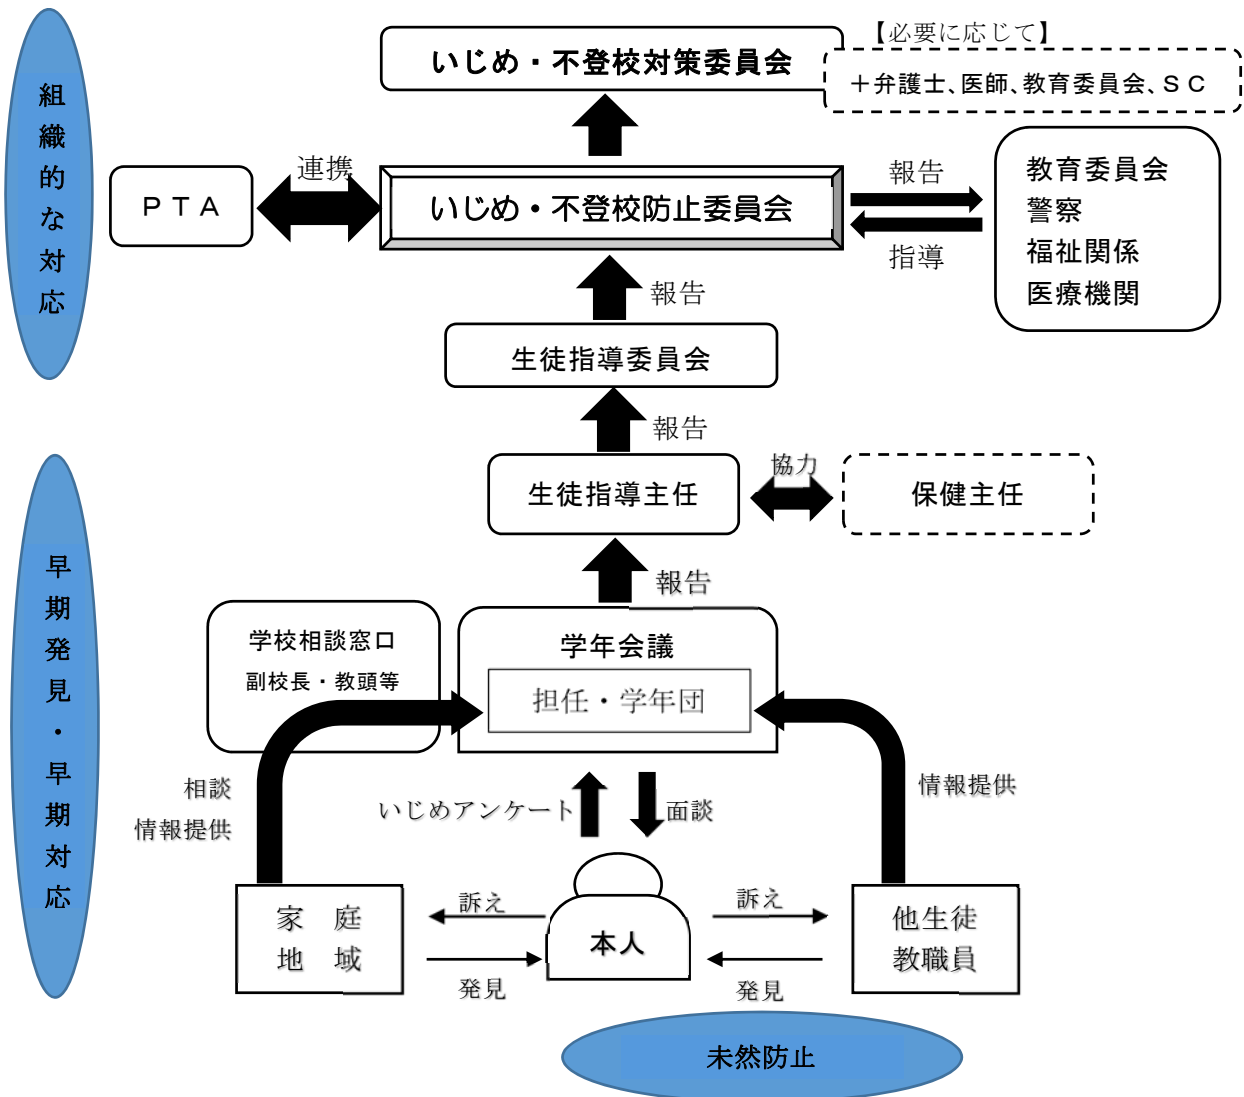 【必要に応じて】
いじめ・不登校対策委員会
＋弁護士、医師、教育委員会、ＳＣ
組織的な対応
ＰＴＡ
連携
いじめ・不登校防止委員会
報告
指導
教育委員会
警察
福祉関係
医療機関
報告
生徒指導委員会
報告
生徒指導主任
協力
保健主任
早期発見・早期対応
報告
学校相談窓口
副校長・教頭等
学年会議
担任・学年団
相談
情報提供
いじめアンケート
面談
情報提供
家　庭
地　域
訴え
発見
本人
訴え
発見
他生徒
教職員
未然防止